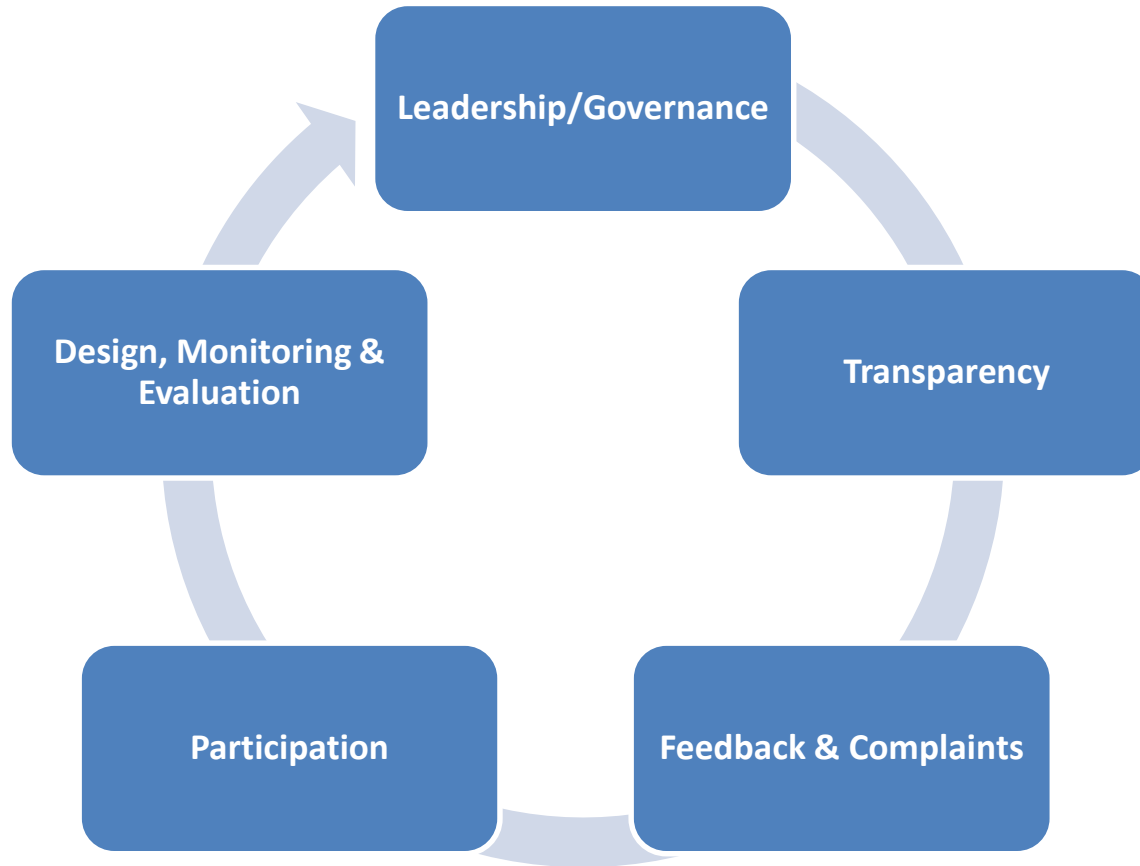 Leadership/Governance
Transparency
Feedback & Complaints
Participation
Design, Monitoring &
Evaluation